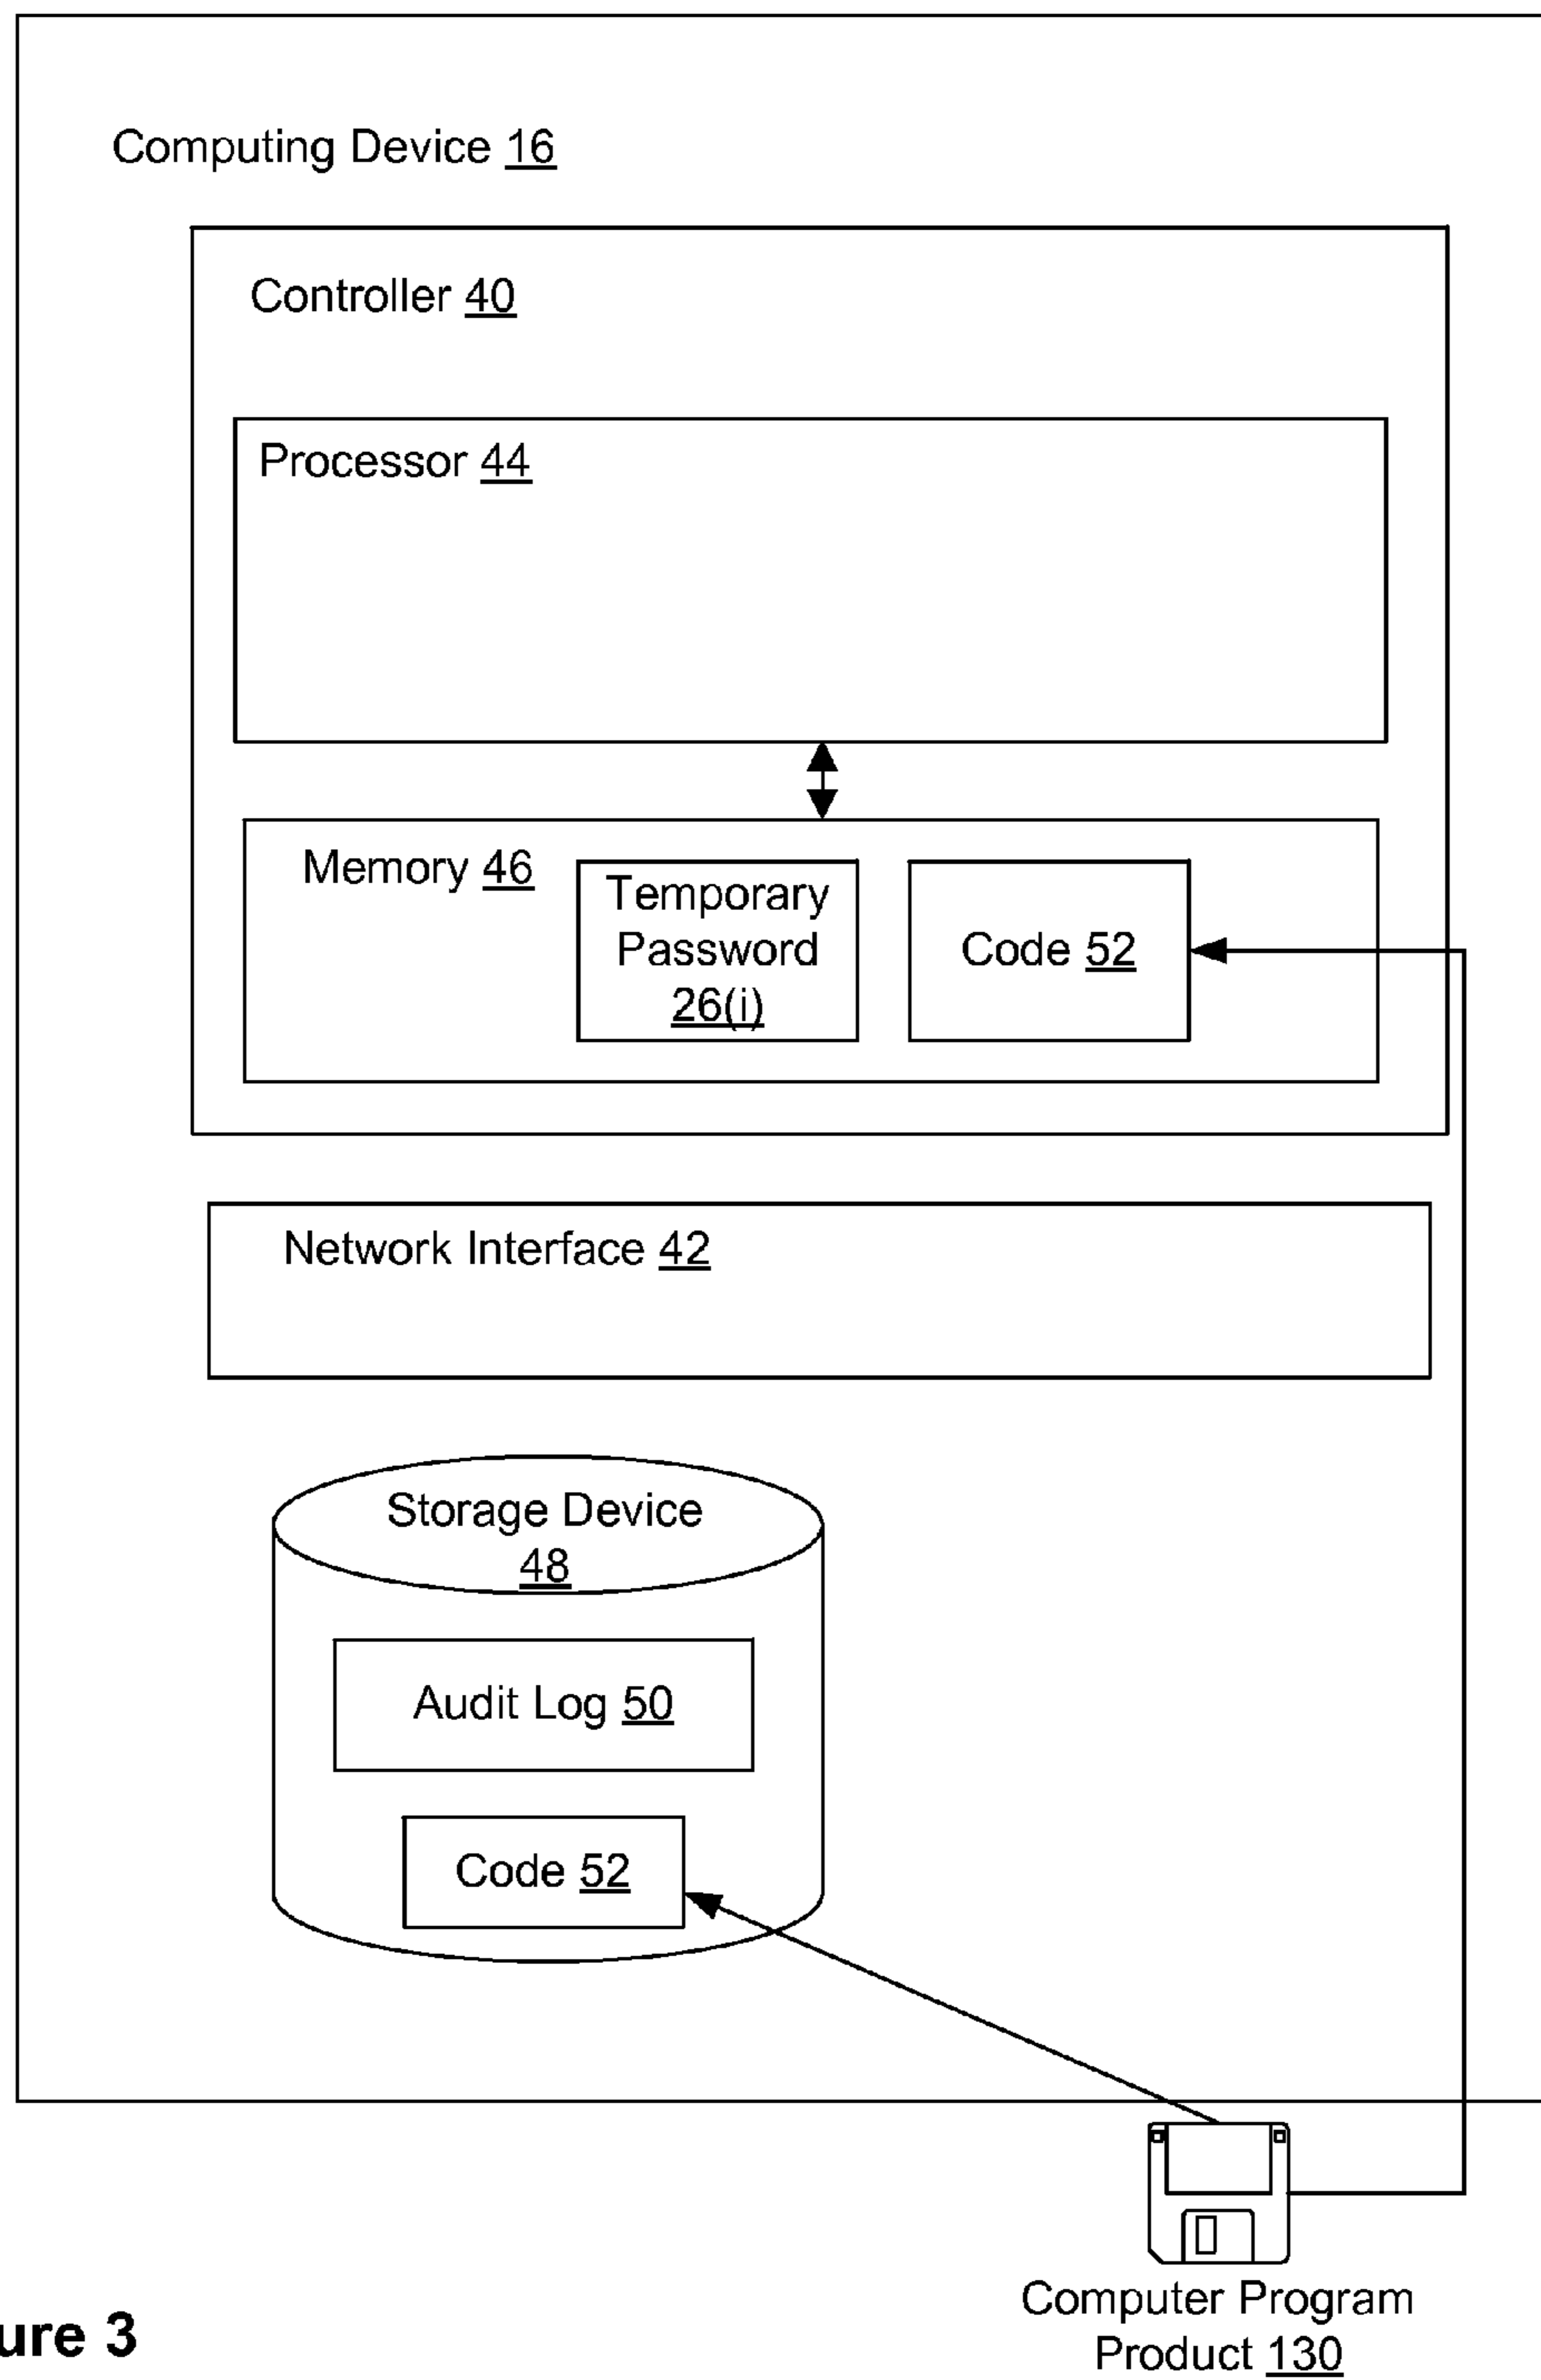 Computing Device 16
Controller 40
Processor 44
Memory 46
Temporary
Password
26(i)
Code 52
Network Interface 42
Storage Device
48
Audit Log 50
Code 52
Computer Program
Product 130
ure 3